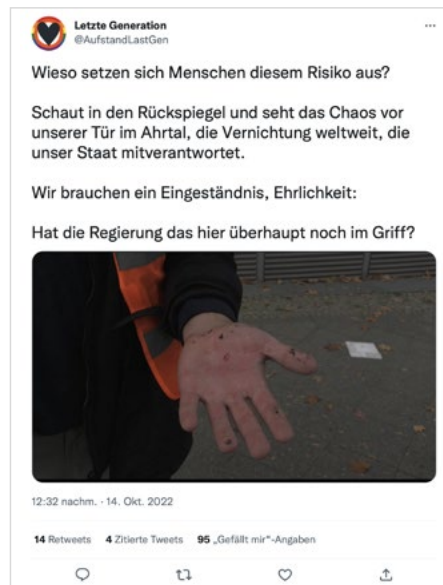 Letzte Generation
@AufstandLastGen
Wieso setzen sich Menschen diesem Risiko aus?
Schaut in den Rückspiegel und seht das Chaos vor
unserer Tür im Ahrtal, die Vernichtung weltweit, die
unser Staat mitverantwortet.
Wir brauchen ein Eingeständnis, Ehrlichkeit:
Hat die Regierung das hier überhaupt noch im Griff?
12:32 nachm. · 14. Okt. 2022
14 Retweets 4 Zitierte Tweets 95 „Gefällt mir“-Angaben